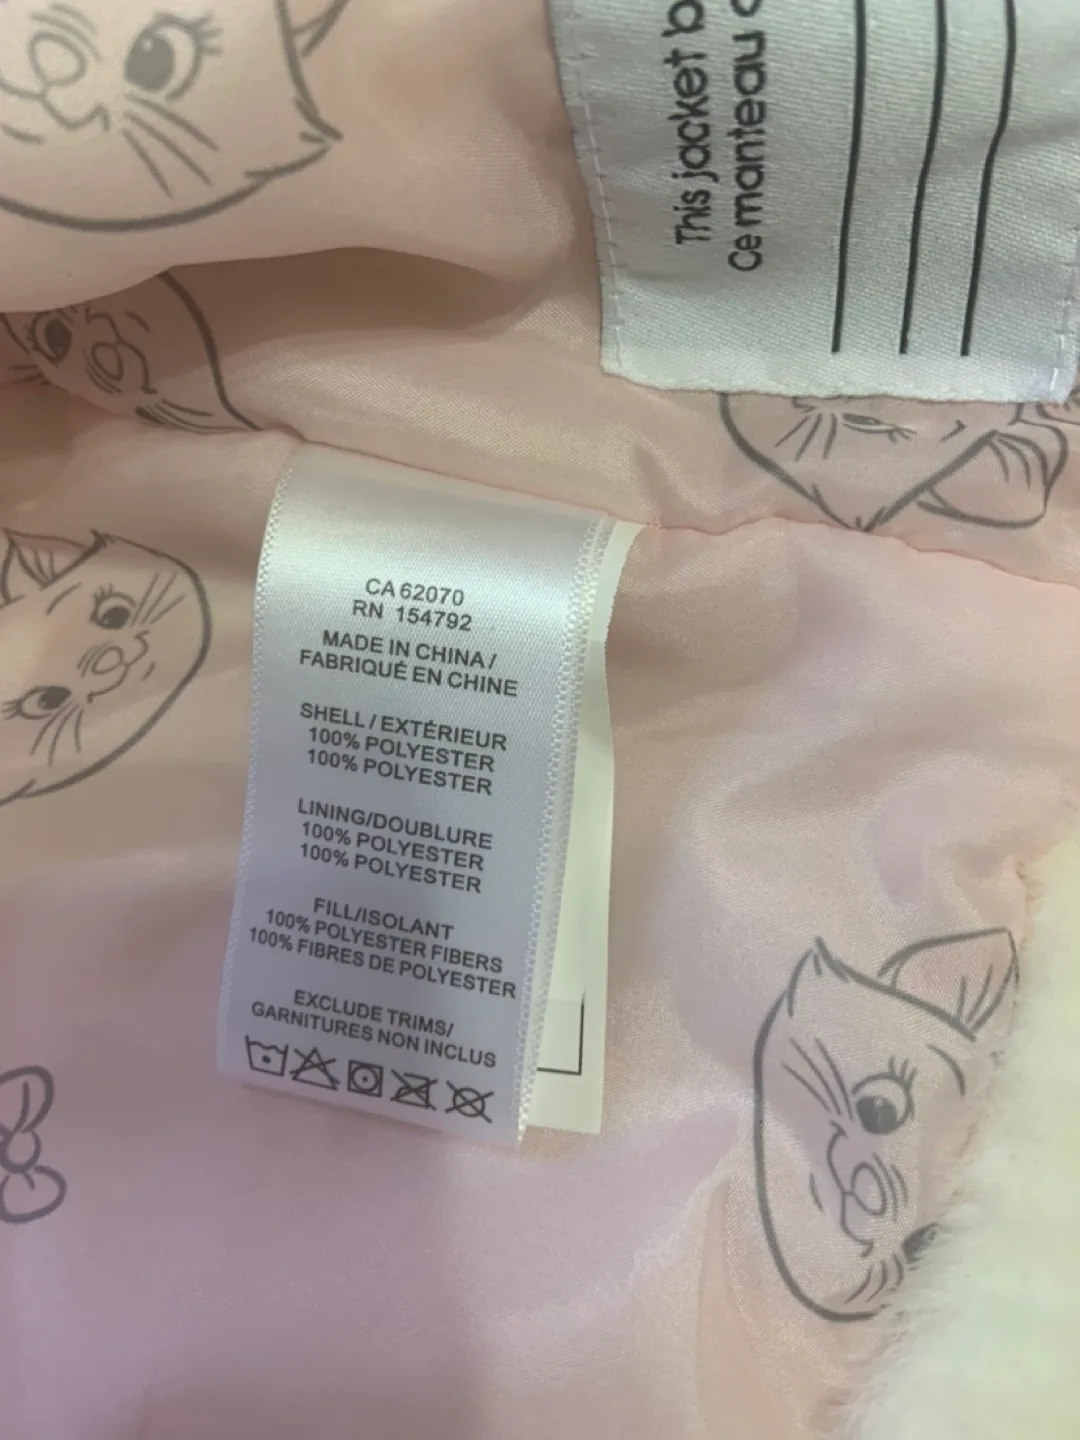 This jacket
Ce manteau
CA 62070
RN 154792
MADE IN CHINA /
FABRIQUÉ EN CHINE
SHELL / EXTÉRIEUR
100% POLYESTER
100% POLYESTER
LINING/DOUBLURE
100% POLYESTER
100% POLYESTER
FILL/ISOLANT
100% POLYESTER FIBERS
100% FIBRES DE POLYESTER
EXCLUDE TRIMS/
GARNITURES NON INCLUS